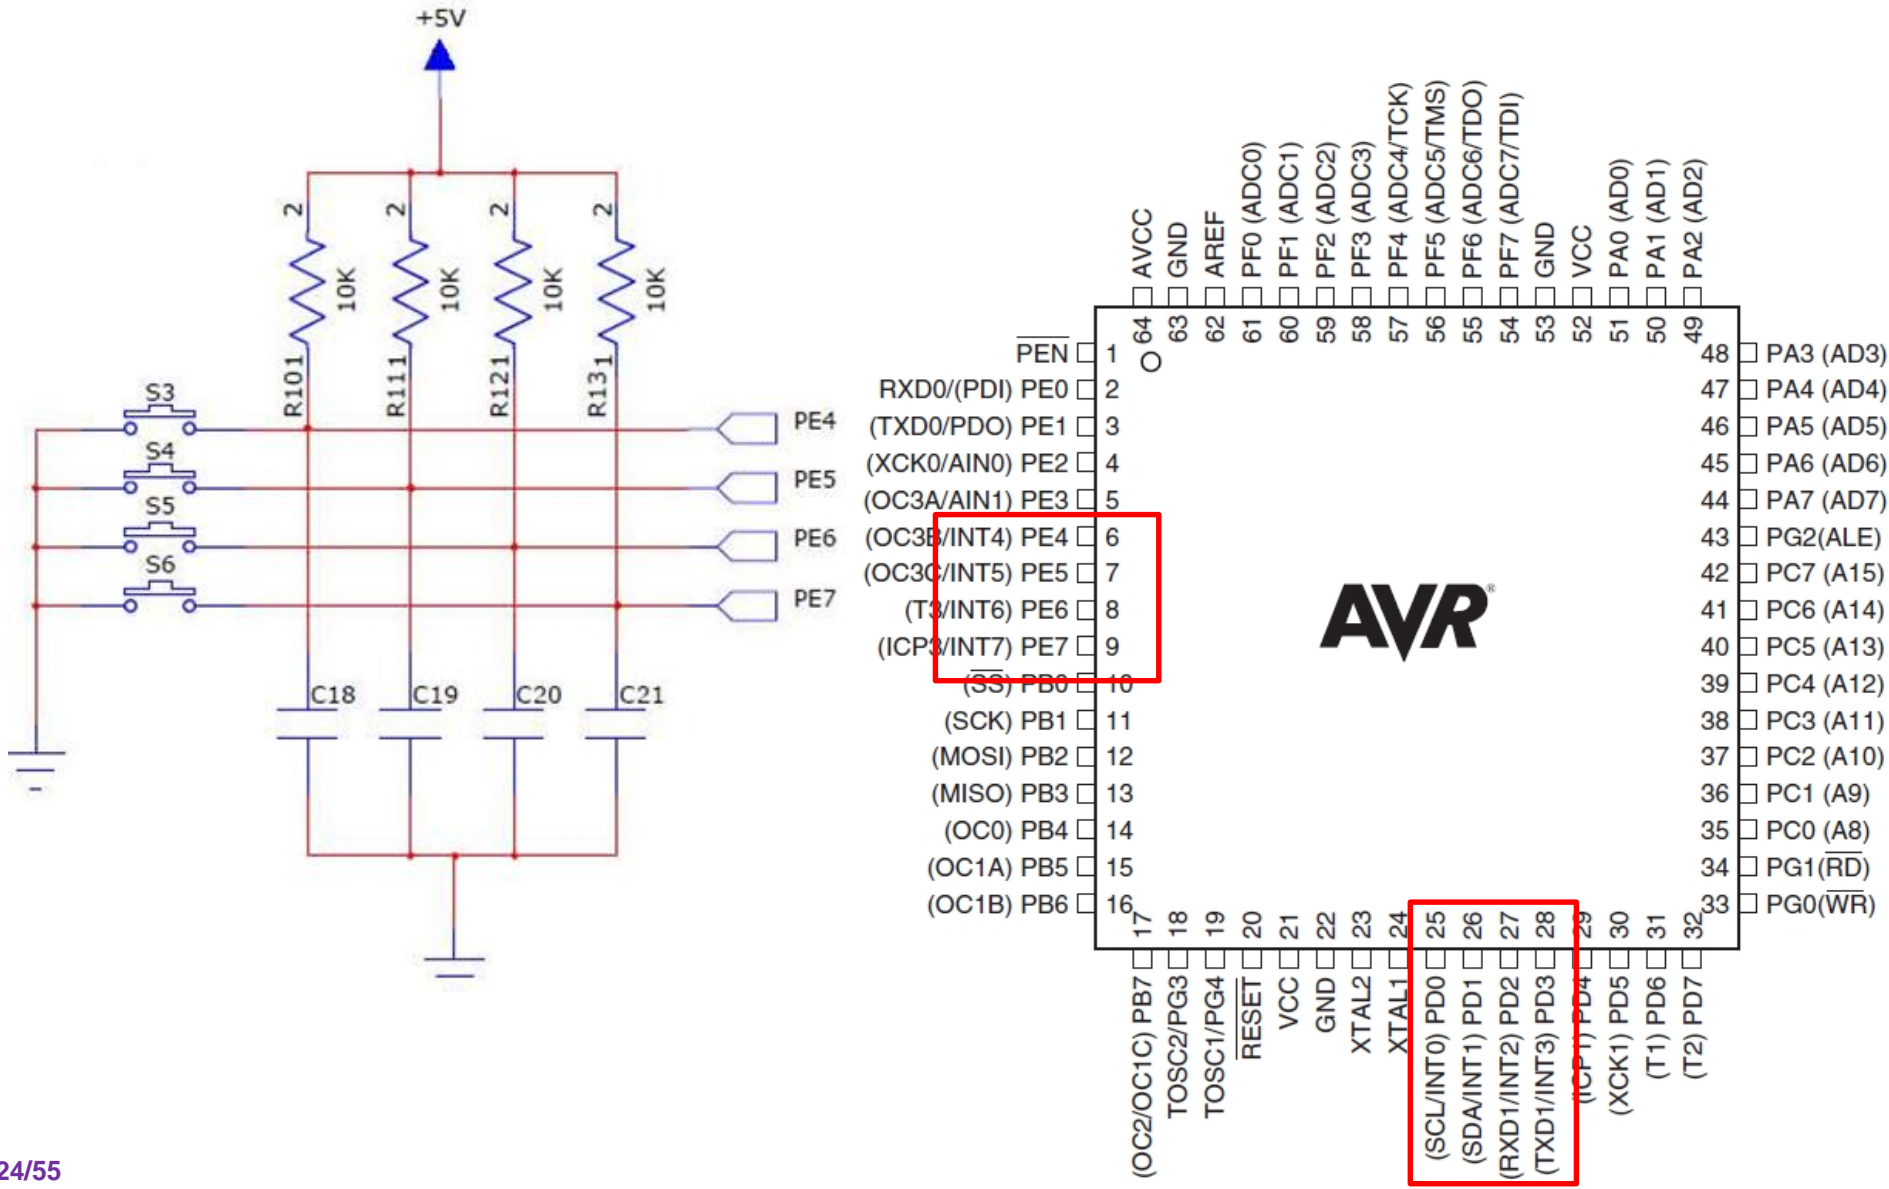 +5V
2
2
2
2
10K
10K
10K
10K
R101
R111
R121
R131
S3
PE4
S4
PE5
S5
PE6
S6
PE7
C18
C19
C20
C21
AVCC
GND
AREF
PF0 (ADC0)
PF1 (ADC1)
PF2 (ADC2)
PF3 (ADC3)
PF4 (ADC4/TCK)
PF5 (ADC5/TMS)
PF6 (ADC6/TDO)
PF7 (ADC7/TDI)
GND
VCC
PA0 (AD0)
PA1 (AD1)
PA2 (AD2)
64
63
62
61
60
59
58
57
56
55
54
53
52
51
50
49
PEN 1
RXD0/(PDI) PE0 2
(TXD0/PDO) PE1 3
(XCK0/AIN0) PE2 4
(OC3A/AIN1) PE3 5
(OC3B/INT4) PE4 6
(OC3C/INT5) PE5 7
(T3/INT6) PE6 8
(ICP3/INT7) PE7 9
(SS) PB0 10
(SCK) PB1 11
(MOSI) PB2 12
(MISO) PB3 13
(OC0) PB4 14
(OC1A) PB5 15
(OC1B) PB6 16
AVR®
48 PA3 (AD3)
47 PA4 (AD4)
46 PA5 (AD5)
45 PA6 (AD6)
44 PA7 (AD7)
43 PG2(ALE)
42 PC7 (A15)
41 PC6 (A14)
40 PC5 (A13)
39 PC4 (A12)
38 PC3 (A11)
37 PC2 (A10)
36 PC1 (A9)
35 PC0 (A8)
34 PG1(RD)
33 PG0(WR)
17
18
19
20
21
22
23
24
25
26
27
28
29
30
31
32
(OC2/OC1C) PB7
TOSC2/PG3
TOSC1/PG4
RESET
VCC
GND
XTAL2
XTAL1
(SCL/INT0) PD0
(SDA/INT1) PD1
(RXD1/INT2) PD2
(TXD1/INT3) PD3
(ICP1) PD4
(XCK1) PD5
(T1) PD6
(T2) PD7
24/55